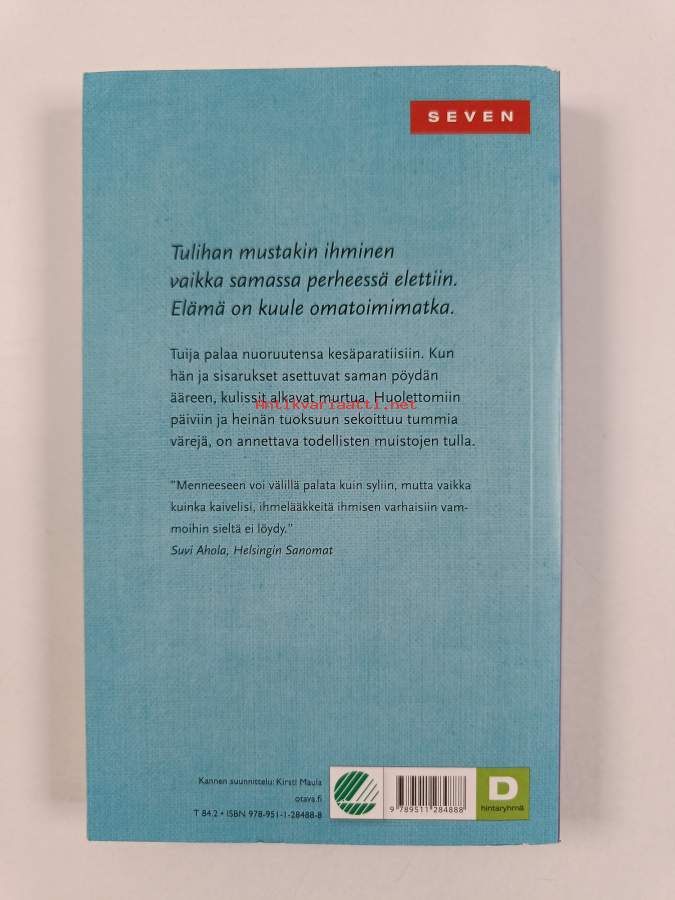 SEVEN
Tulihan mustakin ihminen
vaikka samassa perheessä elettiin.
Elämä on kuule omatoimimatka.
Tuija palaa nuoruutensa kesäparatiisiin. Kun
hän ja sisarukset asettuvat saman pöydän
ääreen, kulissit alkavat murtua. Huolettomiin
Antikvariaatti.net
päiviin ja heinän tuoksuun sekoittuu tummia
värejä, on annettava todellisten muistojen tulla.
"Menneeseen voi välillä palata kuin syliin, mutta vaikka
kuinka kaivelisi, ihmelääkkeitä ihmisen varhaisiin vam-
moihin sieltä ei löydy."
Suvi Ahola, Helsingin Sanomat
Kannen suunnittelu: Kirsti Maula
otava.fi
T 84.2 • ISBN 978-951-1-28488-8
9 789511 284888
D
hintaryhmä